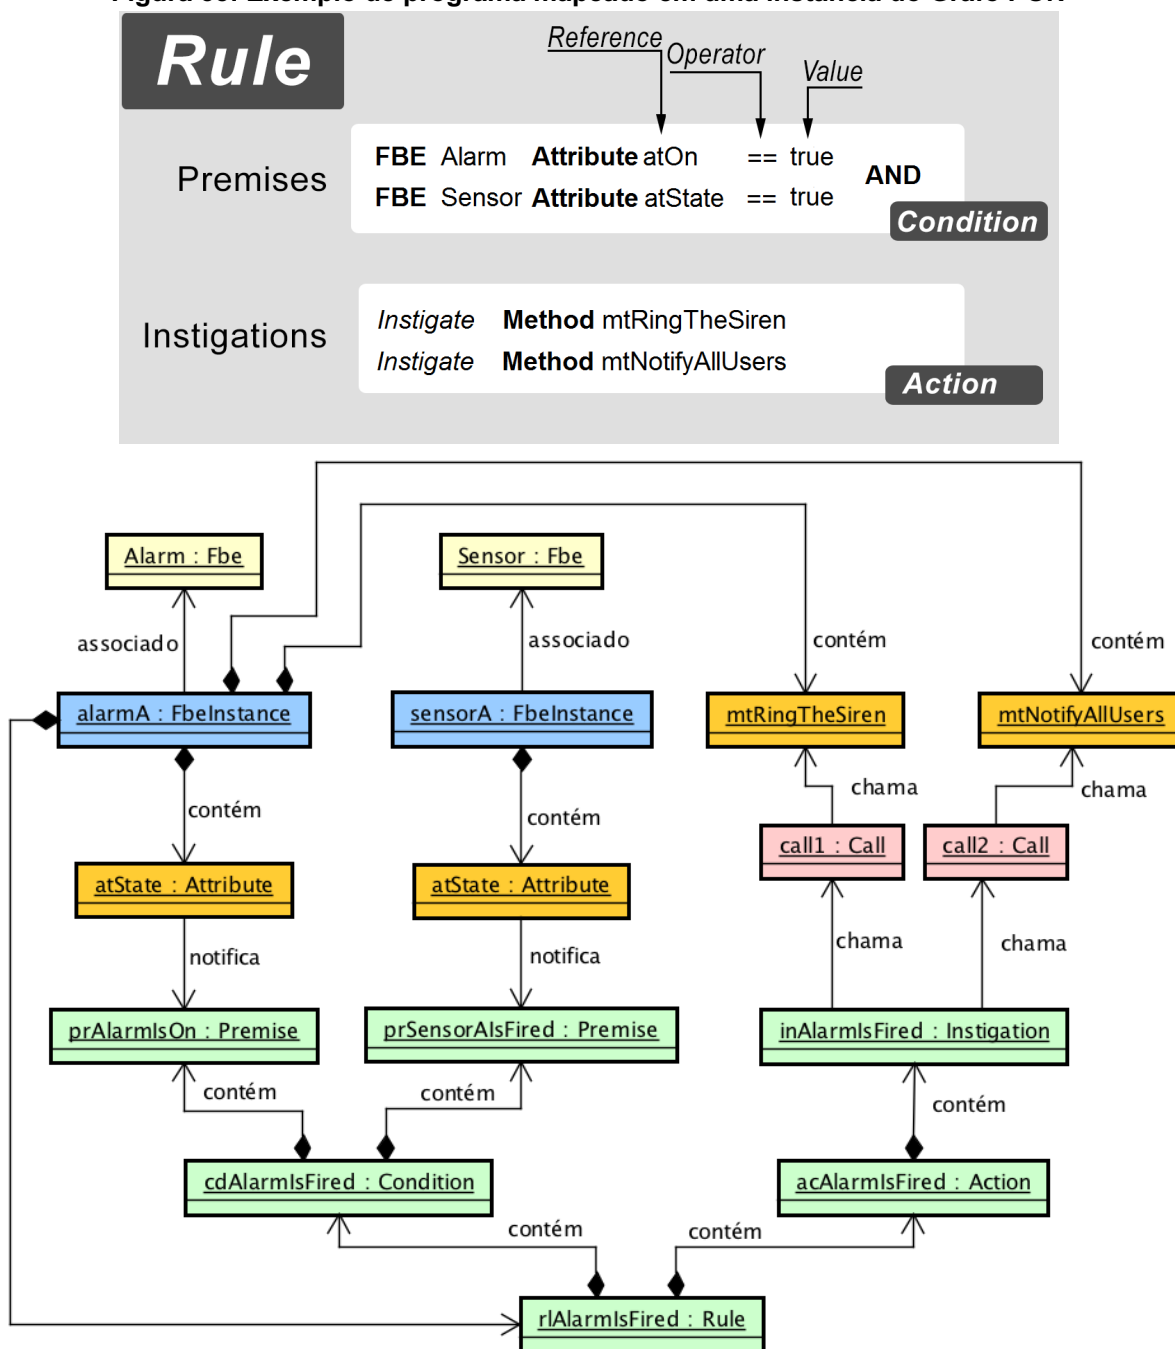 Rule
Reference
Operator
Value
Premises
FBE Alarm Attribute atOn == true
FBE Sensor Attribute atState == true
AND
Condition
Instigations
Instigate Method mtRingTheSiren
Instigate Method mtNotifyAllUsers
Action
Alarm : Fbe
Sensor : Fbe
associado
associado
contém
contém
alarmA : FbeInstance
sensorA : FbeInstance
mtRingTheSiren
mtNotifyAllUsers
chama
chama
contém
contém
call1 : Call
call2 : Call
atState : Attribute
atState : Attribute
notifica
notifica
chama
chama
prAlarmIsOn : Premise
prSensorAIsFired : Premise
inAlarmIsFired : Instigation
contém
contém
contém
cdAlarmIsFired : Condition
acAlarmIsFired : Action
contém
contém
rlAlarmIsFired : Rule